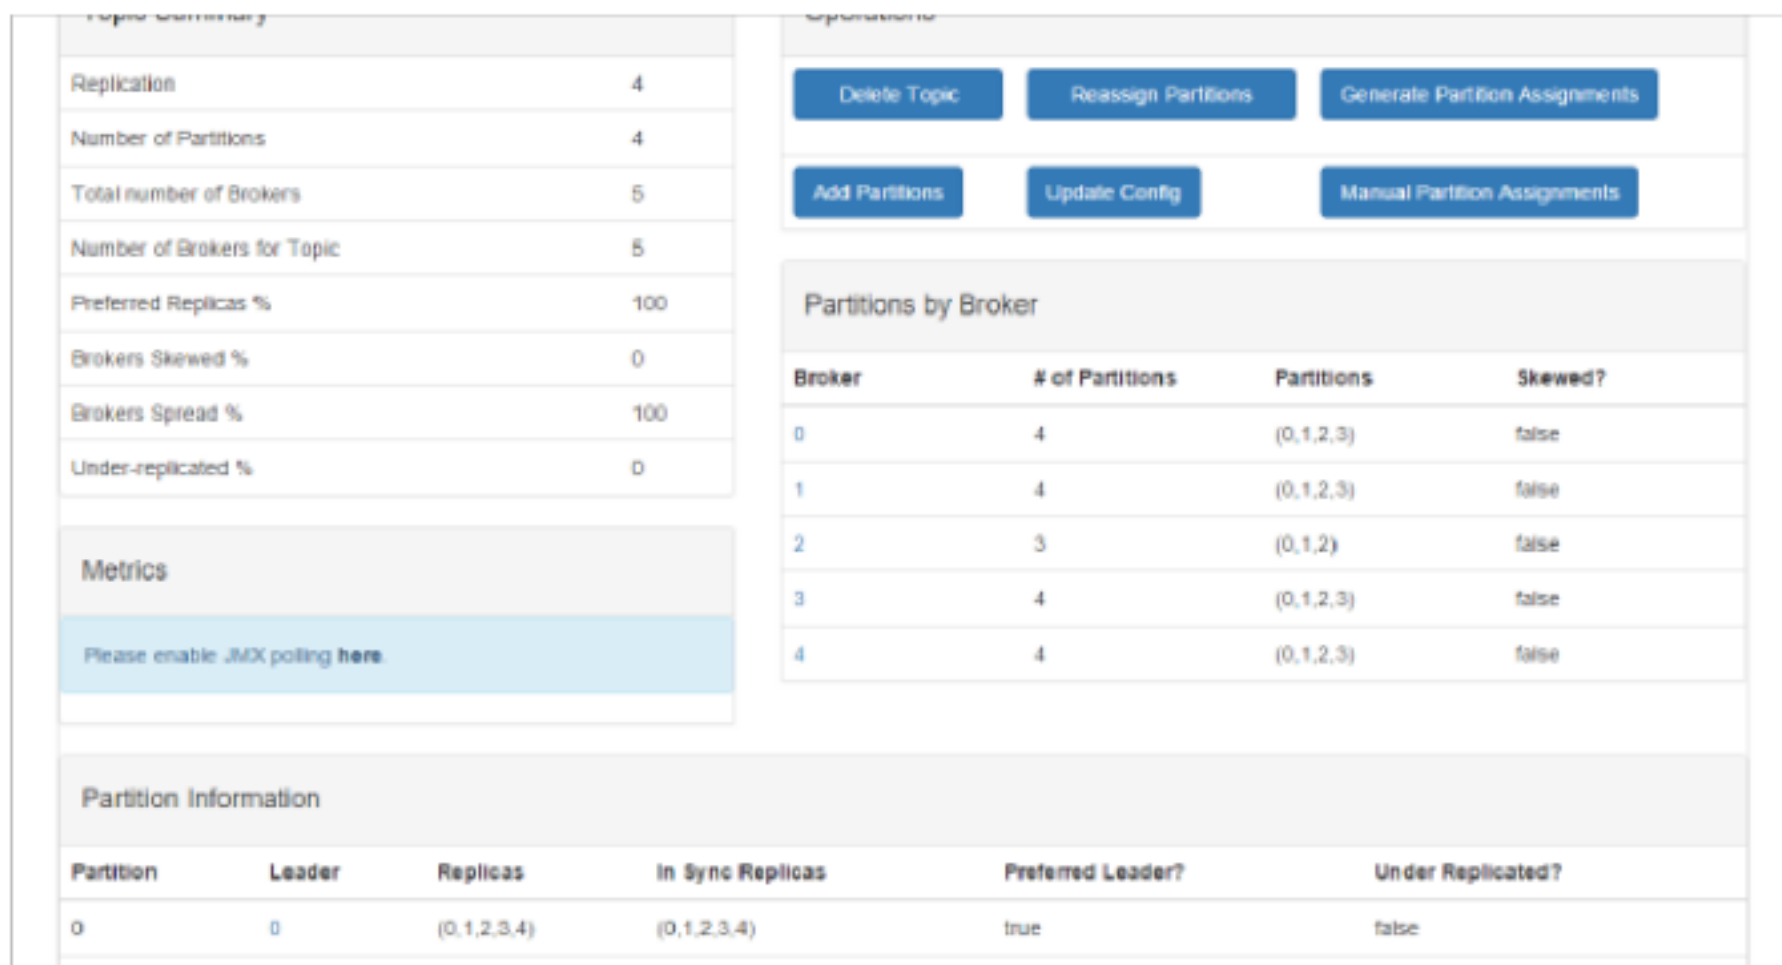 Topic Summary
Replication 4
Number of Partitions 4
Total number of Brokers 5
Number of Brokers for Topic 5
Preferred Replicas % 100
Brokers Skewed % 0
Brokers Spread % 100
Under-replicated % 0
Metrics
Please enable JMX polling here.
Operations
Delete Topic Reassign Partitions Generate Partition Assignments
Add Partitions Update Config Manual Partition Assignments
Partitions by Broker
Broker # of Partitions Partitions Skewed?
0 4 (0,1,2,3) false
1 4 (0,1,2,3) false
2 3 (0,1,2) false
3 4 (0,1,2,3) false
4 4 (0,1,2,3) false
Partition Information
Partition Leader Replicas In Sync Replicas Preferred Leader? Under Replicated?
0 0 (0,1,2,3,4) (0,1,2,3,4) true false